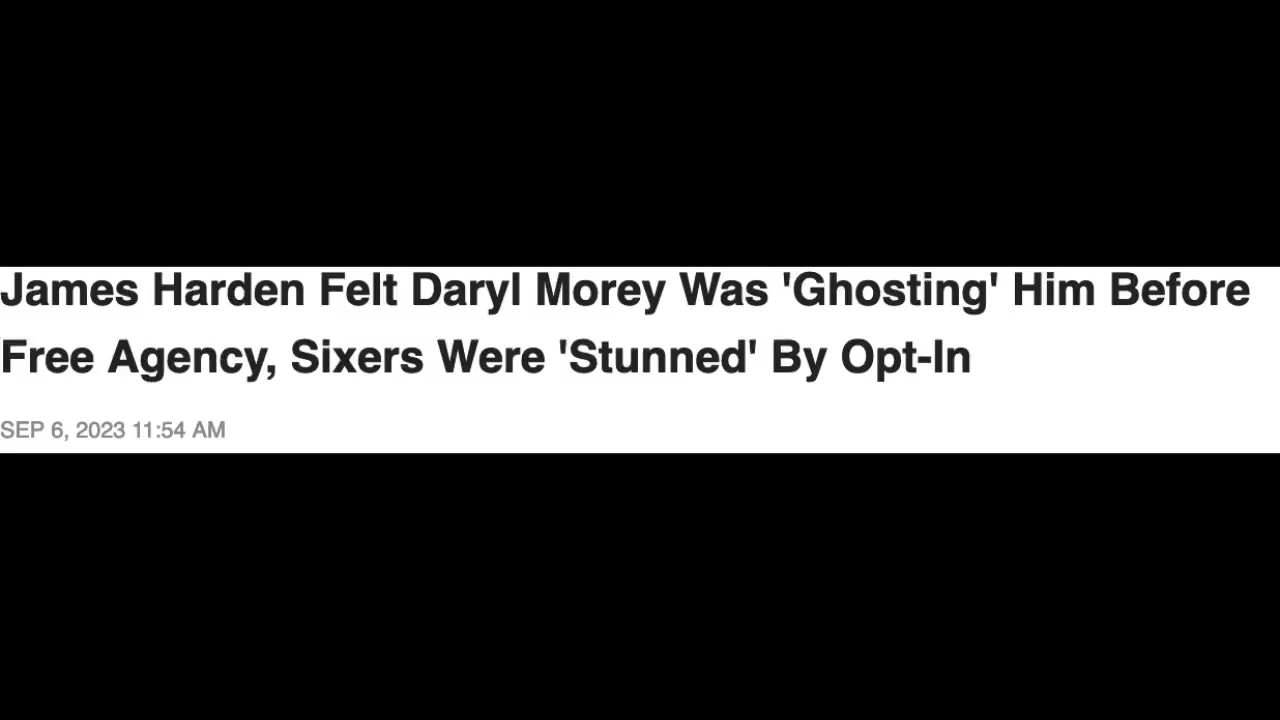 James Harden Felt Daryl Morey Was 'Ghosting' Him Before
Free Agency, Sixers Were 'Stunned' By Opt-In
SEP 6, 2023 11:54 AM